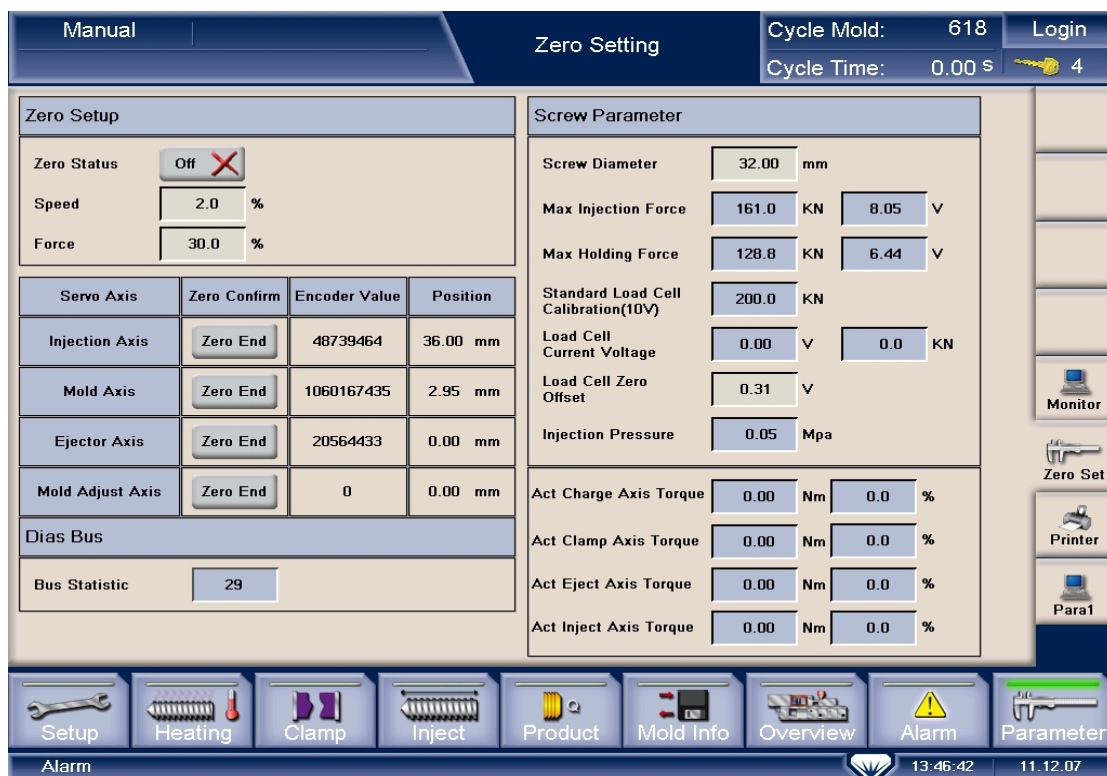 Manual
Zero Setting
Cycle Mold: 618
Cycle Time: 0.00 S
Login
4
Zero Setup
Zero Status Off
Speed 2.0 %
Force 30.0 %
Servo Axis Zero Confirm Encoder Value Position
Injection Axis Zero End 48739464 36.00 mm
Mold Axis Zero End 1060167435 2.95 mm
Ejector Axis Zero End 20564433 0.00 mm
Mold Adjust Axis Zero End 0 0.00 mm
Dias Bus
Bus Statistic 29
Screw Parameter
Screw Diameter 32.00 mm
Max Injection Force 161.0 KN 8.05 V
Max Holding Force 128.8 KN 6.44 V
Standard Load Cell
Calibration(10V) 200.0 KN
Load Cell
Current Voltage 0.00 V 0.0 KN
Load Cell Zero
Offset 0.31 V
Injection Pressure 0.05 Mpa
Act Charge Axis Torque 0.00 Nm 0.0 %
Act Clamp Axis Torque 0.00 Nm 0.0 %
Act Eject Axis Torque 0.00 Nm 0.0 %
Act Inject Axis Torque 0.00 Nm 0.0 %
Monitor
Zero Set
Printer
Para1
Setup Heating Clamp Inject Product Mold Info Overview Alarm Parameter
Alarm 13:46:42 11.12.07